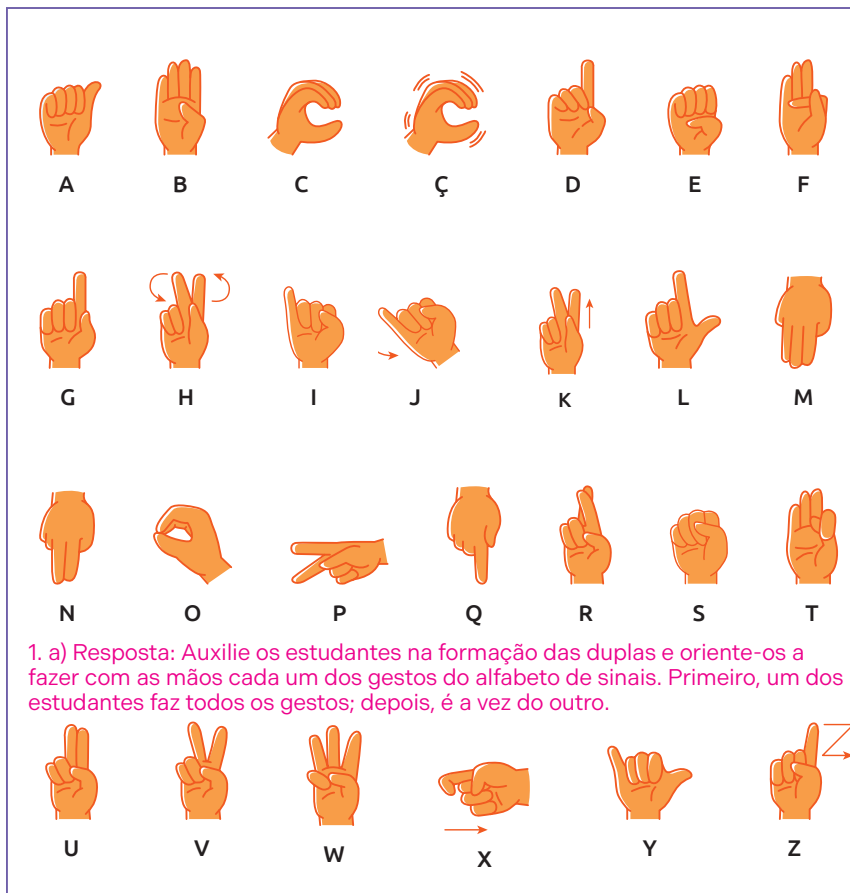 A B C Ç D E F
G H I J K L M
N O P Q R S T
1. a) Resposta: Auxilie os estudantes na formação das duplas e oriente-os a
fazer com as mãos cada um dos gestos do alfabeto de sinais. Primeiro, um dos
estudantes faz todos os gestos; depois, é a vez do outro.
U V W X Y Z